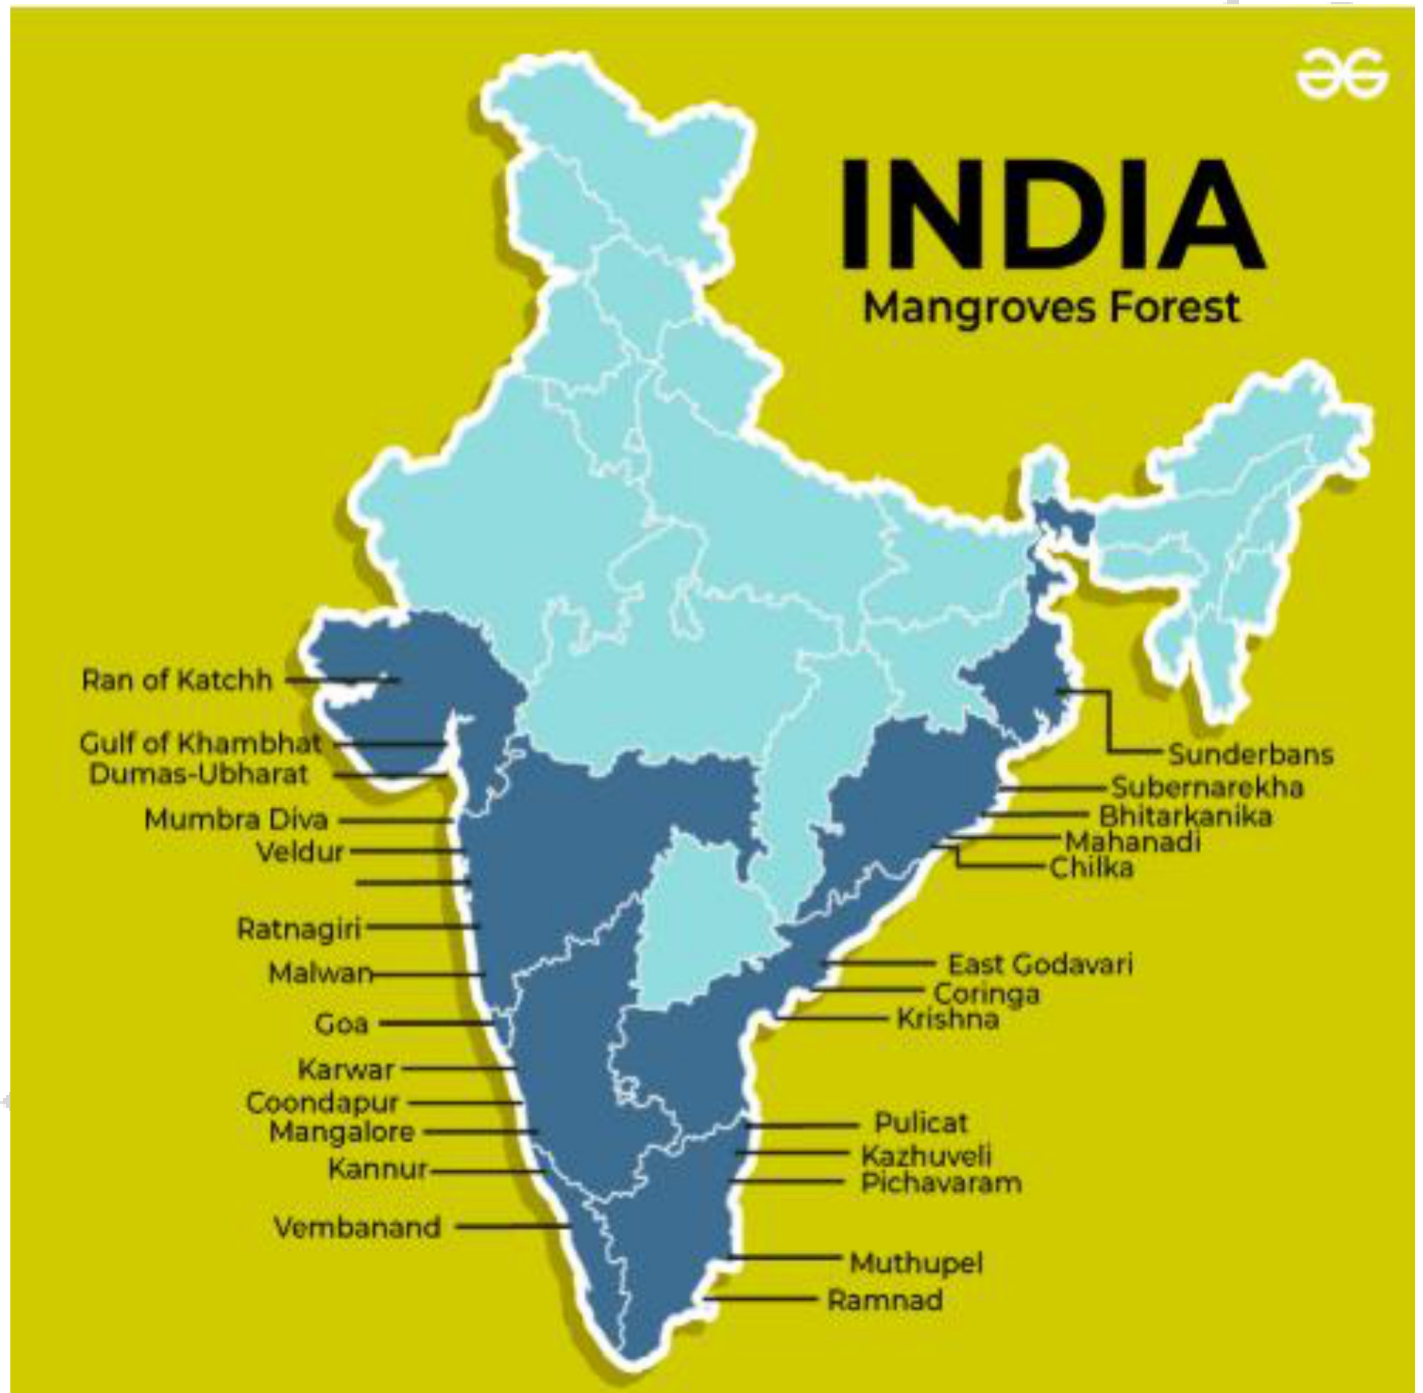 INDIA
Mangroves Forest
Ran of Katchh
Gulf of Khambhat
Dumas-Ubharat
Mumbra Diva
Veldur
Ratnagiri
Malwan
Goa
Karwar
Coondapur
Mangalore
Kannur
Vembanand
Sunderbans
Subernarekha
Bhitarkanika
Mahanadi
Chilka
East Godavari
Coringa
Krishna
Pulicat
Kazhuveli
Pichavaram
Muthupel
Ramnad